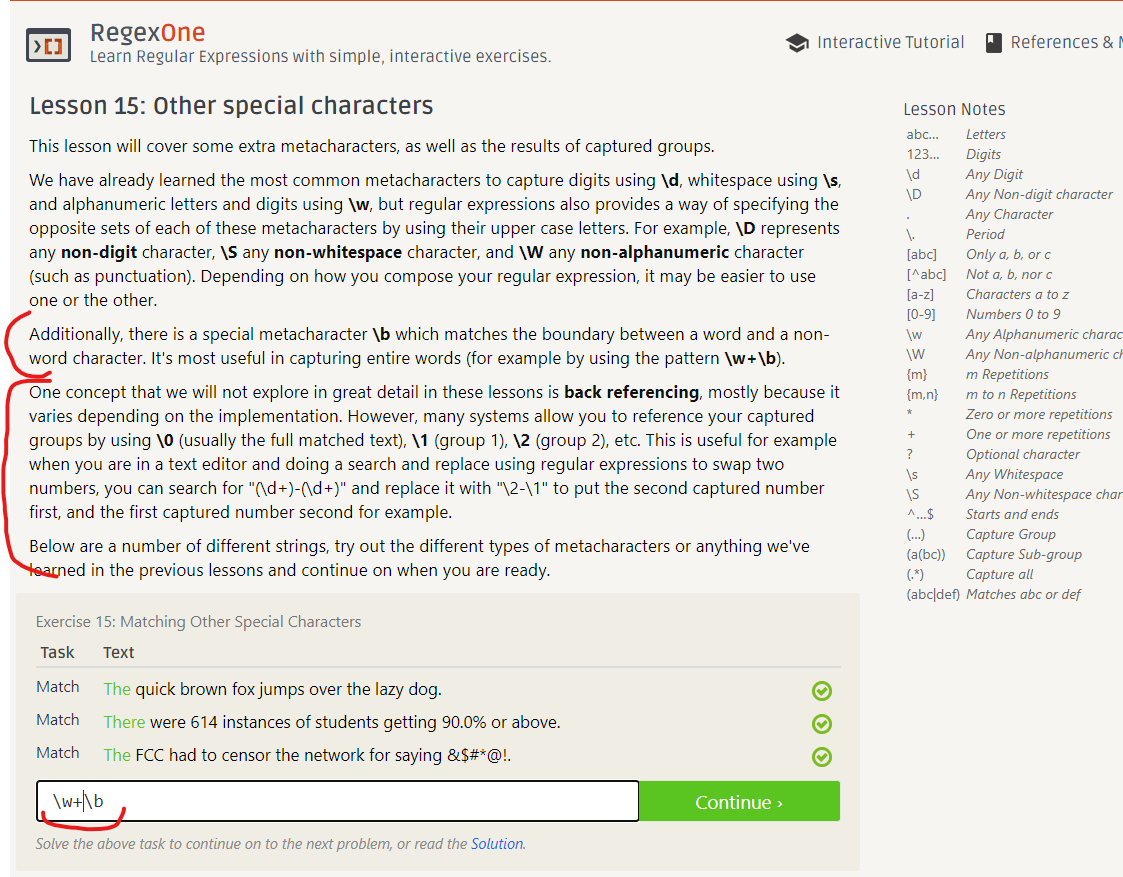 RegexOne
Learn Regular Expressions with simple, interactive exercises.
Interactive Tutorial
References &
Lesson 15: Other special characters
This lesson will cover some extra metacharacters, as well as the results of captured groups.
We have already learned the most common metacharacters to capture digits using \d, whitespace using \s,
and alphanumeric letters and digits using \w, but regular expressions also provides a way of specifying the
opposite sets of each of these metacharacters by using their upper case letters. For example, \D represents
any non-digit character, \S any non-whitespace character, and \W any non-alphanumeric character
(such as punctuation). Depending on how you compose your regular expression, it may be easier to use
one or the other.
Additionally, there is a special metacharacter \b which matches the boundary between a word and a non-
word character. It's most useful in capturing entire words (for example by using the pattern \w+\b).
One concept that we will not explore in great detail in these lessons is back referencing, mostly because it
varies depending on the implementation. However, many systems allow you to reference your captured
groups by using \0 (usually the full matched text), \1 (group 1), \2 (group 2), etc. This is useful for example
when you are in a text editor and doing a search and replace using regular expressions to swap two
numbers, you can search for "(\d+)-(\d+)" and replace it with "\2-\1" to put the second captured number
first, and the first captured number second for example.
Below are a number of different strings, try out the different types of metacharacters or anything we've
learned in the previous lessons and continue on when you are ready.
Exercise 15: Matching Other Special Characters
Task Text
Match The quick brown fox jumps over the lazy dog.
Match There were 614 instances of students getting 90.0% or above.
Match The FCC had to censor the network for saying &$#*@!.
\w+\b
Continue ›
Solve the above task to continue on to the next problem, or read the Solution.
Lesson Notes
abc… Letters
123… Digits
\d Any Digit
\D Any Non-digit character
. Any Character
\. Period
[abc] Only a, b, or c
[^abc] Not a, b, nor c
[a-z] Characters a to z
[0-9] Numbers 0 to 9
\w Any Alphanumeric charac
\W Any Non-alphanumeric ch
{m} m Repetitions
{m,n} m to n Repetitions
* Zero or more repetitions
+ One or more repetitions
? Optional character
\s Any Whitespace
\S Any Non-whitespace char
^…$ Starts and ends
(…) Capture Group
(a(bc)) Capture Sub-group
(.*) Capture all
(abc|def) Matches abc or def